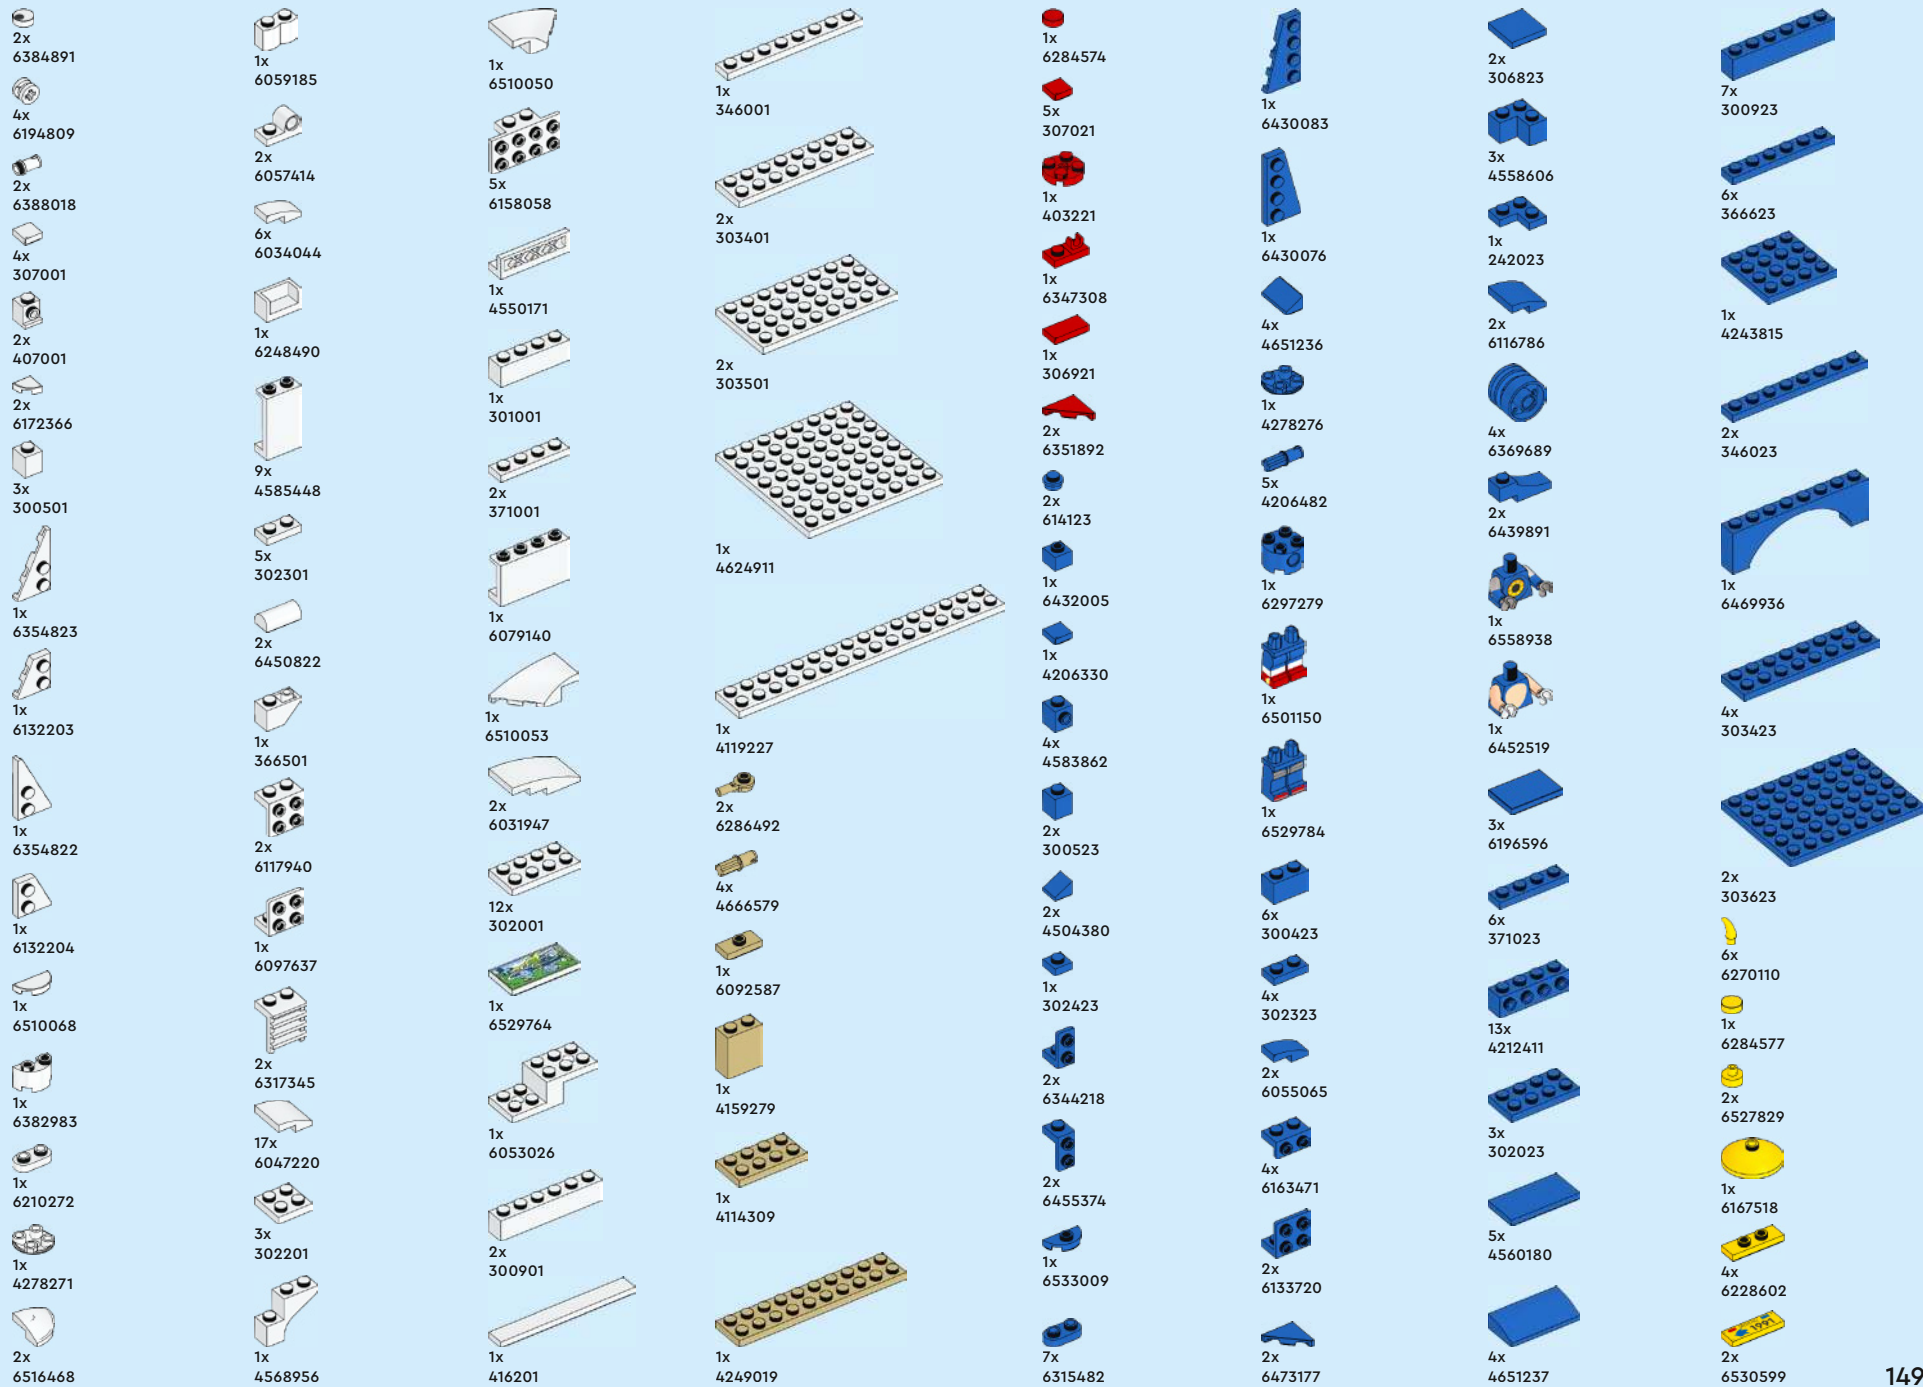 2x
6384891
4x
6194809
2x
6388018
4x
307001
2x
407001
2x
6172366
3x
300501
1x
6354823
1x
6132203
1x
6354822
1x
6132204
1x
6510068
1x
6382983
1x
6210272
1x
4278271
2x
6516468
1x
6059185
2x
6057414
6x
6034044
1x
6248490
9x
4585448
5x
302301
2x
6450822
1x
366501
2x
6117940
1x
6097637
2x
6317345
17x
6047220
3x
302201
1x
4568956
1x
6510050
5x
6158058
1x
4550171
1x
301001
2x
371001
1x
6079140
1x
6510053
2x
6031947
12x
302001
1x
6529764
1x
6053026
2x
300901
1x
416201
1x
346001
2x
303401
2x
303501
1x
4624911
1x
4119227
2x
6286492
4x
4666579
1x
6092587
1x
4159279
1x
4114309
1x
4249019
1x
6284574
5x
307021
1x
403221
1x
6347308
1x
306921
2x
6351892
2x
614123
1x
6432005
1x
4206330
4x
4583862
2x
300523
2x
4504380
1x
302423
2x
6344218
2x
6455374
1x
6533009
7x
6315482
1x
6430083
1x
6430076
4x
4651236
1x
4278276
5x
4206482
1x
6297279
1x
6501150
1x
6529784
6x
300423
4x
302323
2x
6055065
4x
6163471
2x
6133720
2x
6473177
2x
306823
3x
4558606
1x
242023
2x
6116786
4x
6369689
2x
6439891
1x
6558938
1x
6452519
3x
6196596
6x
371023
13x
4212411
3x
302023
5x
4560180
4x
4651237
7x
300923
6x
366623
1x
4243815
2x
346023
1x
6469936
4x
303423
2x
303623
6x
6270110
1x
6284577
2x
6527829
1x
6167518
4x
6228602
1991
2x
6530599
149